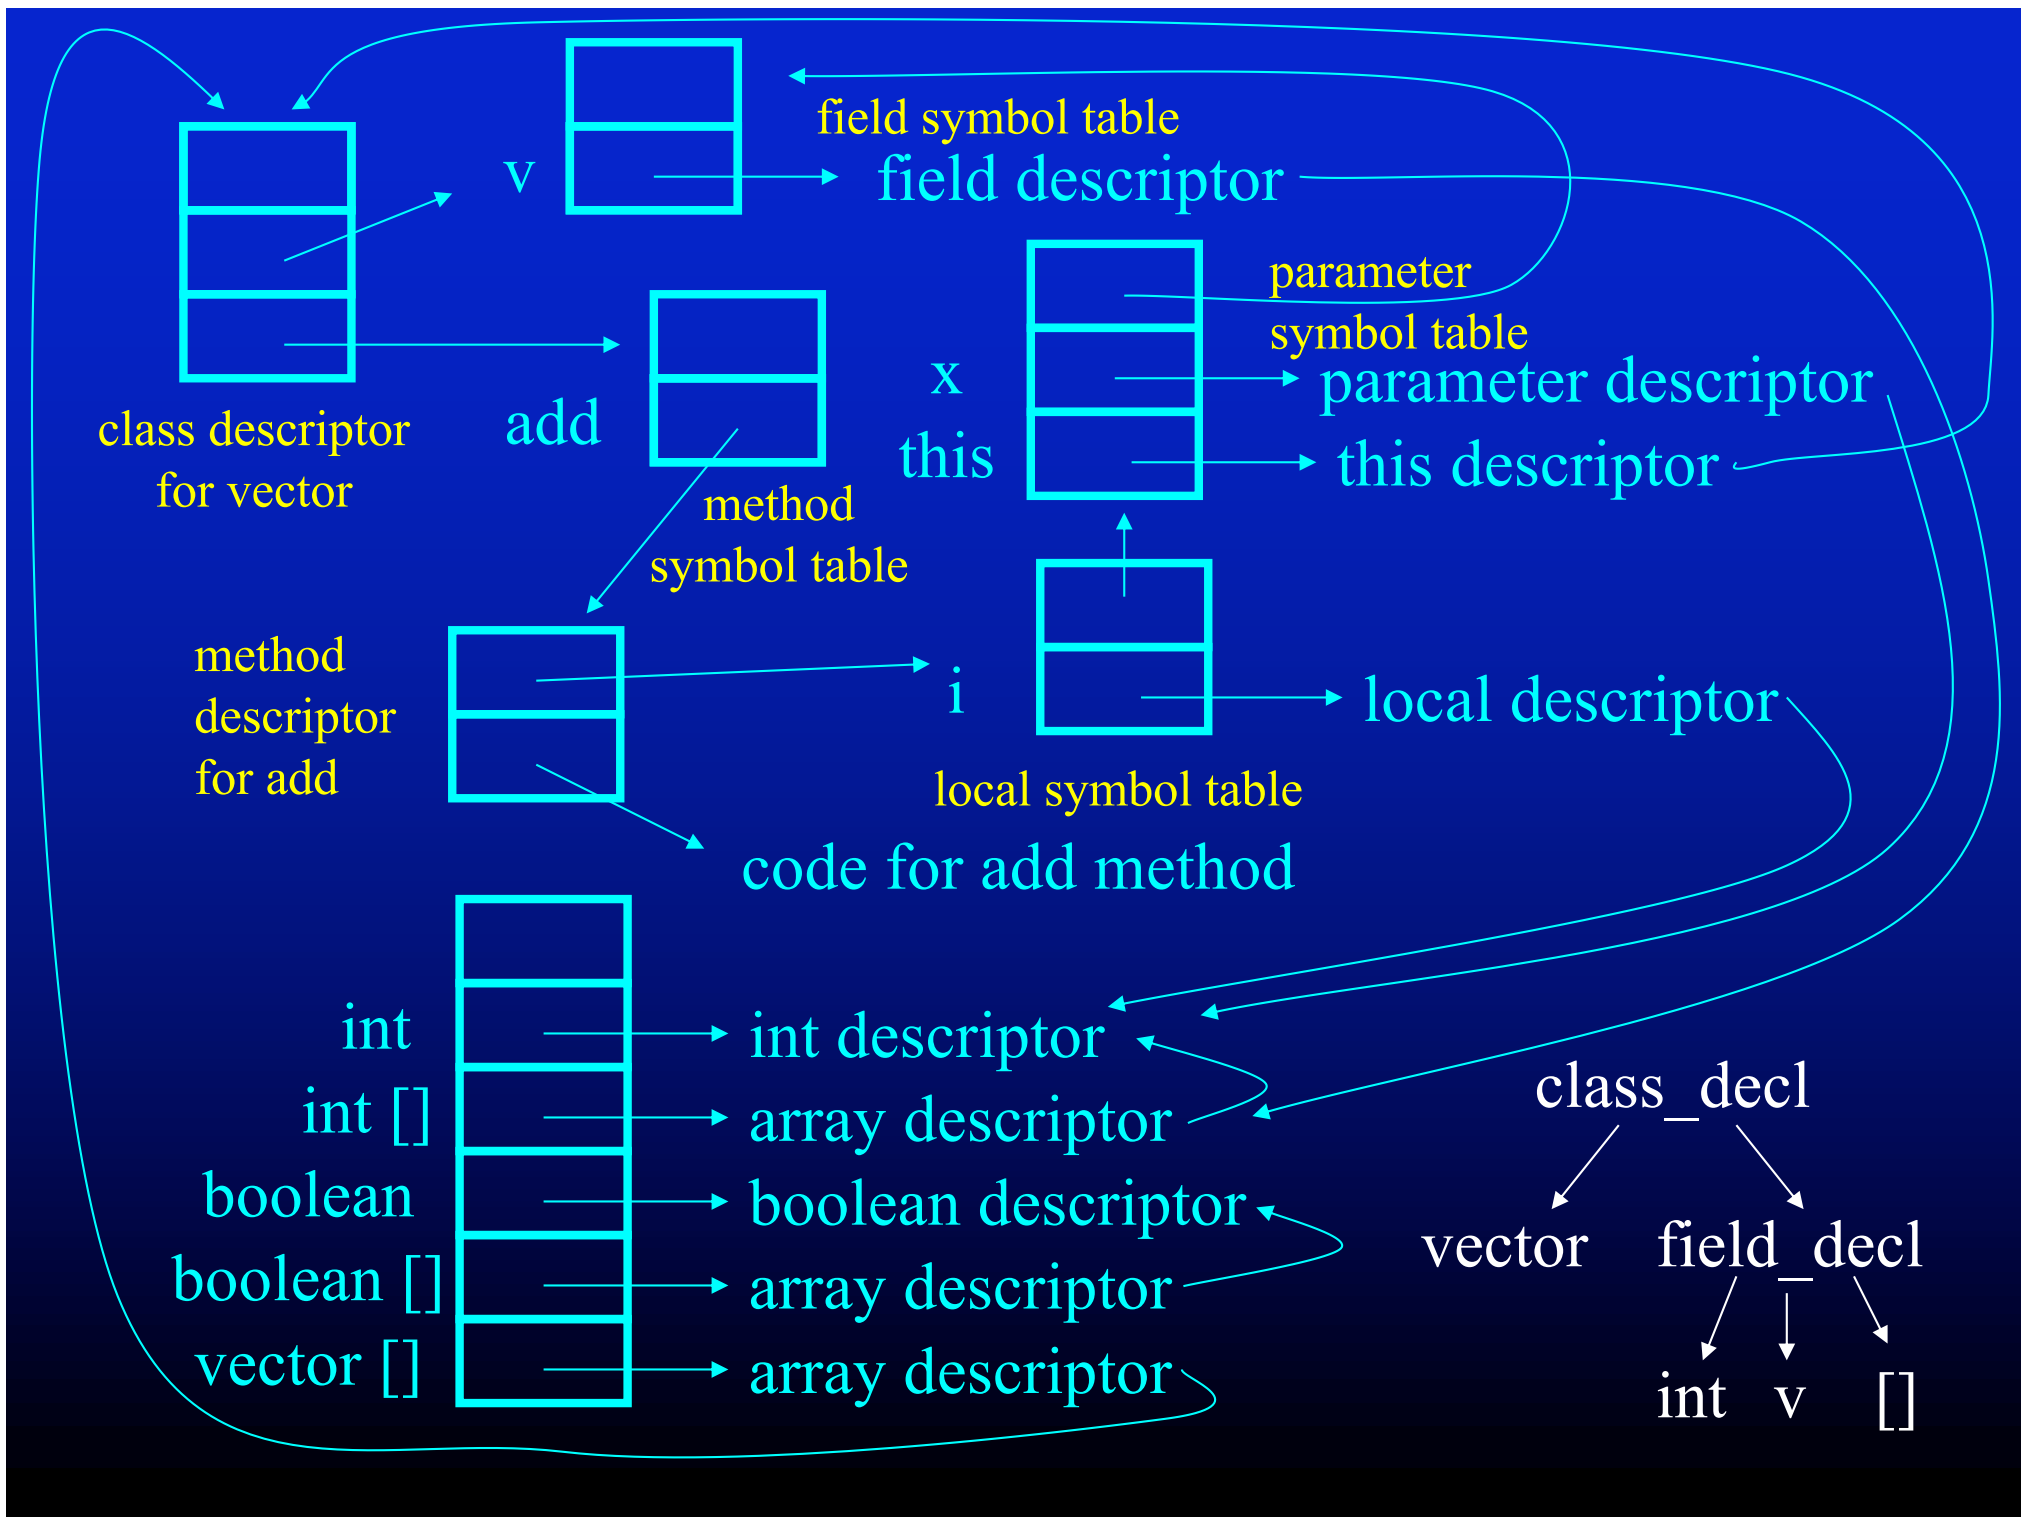 field symbol table
v
field descriptor
parameter
symbol table
x
parameter descriptor
class descriptor
for vector
add
this
this descriptor
method
symbol table
method
descriptor
for add
i
local descriptor
local symbol table
code for add method
int
int descriptor
int []
array descriptor
boolean
boolean descriptor
boolean []
array descriptor
vector []
array descriptor
class_decl
vector
field_decl
int
v
[]